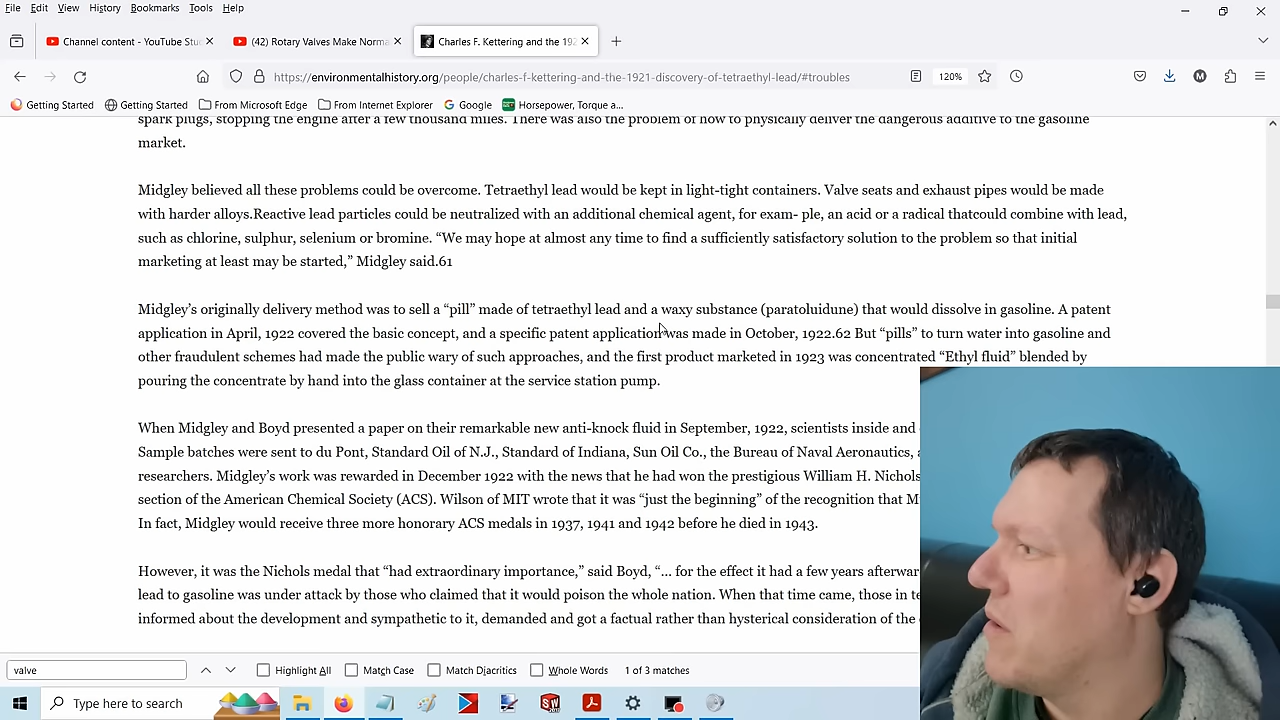 File Edit View History Bookmarks Tools Help
Channel content - YouTube Stu
(42) Rotary Valves Make Norma
Charles F. Kettering and the 192
https://environmentalhistory.org/people/charles-f-kettering-and-the-1921-discovery-of-tetraethyl-lead/#troubles
120%
M
Getting Started Getting Started From Microsoft Edge From Internet Explorer Google Horsepower, Torque a...
spark plugs, stopping the engine after a few thousand miles. There was also the problem of how to physically deliver the dangerous additive to the gasoline
market.
Midgley believed all these problems could be overcome. Tetraethyl lead would be kept in light-tight containers. Valve seats and exhaust pipes would be made
with harder alloys.Reactive lead particles could be neutralized with an additional chemical agent, for exam- ple, an acid or a radical thatcould combine with lead,
such as chlorine, sulphur, selenium or bromine. “We may hope at almost any time to find a sufficiently satisfactory solution to the problem so that initial
marketing at least may be started,” Midgley said.61
Midgley’s originally delivery method was to sell a “pill” made of tetraethyl lead and a waxy substance (paratoluidune) that would dissolve in gasoline. A patent
application in April, 1922 covered the basic concept, and a specific patent application was made in October, 1922.62 But “pills” to turn water into gasoline and
other fraudulent schemes had made the public wary of such approaches, and the first product marketed in 1923 was concentrated “Ethyl fluid” blended by
pouring the concentrate by hand into the glass container at the service station pump.
When Midgley and Boyd presented a paper on their remarkable new anti-knock fluid in September, 1922, scientists inside and
Sample batches were sent to du Pont, Standard Oil of N.J., Standard of Indiana, Sun Oil Co., the Bureau of Naval Aeronautics,
researchers. Midgley’s work was rewarded in December 1922 with the news that he had won the prestigious William H. Nichols
section of the American Chemical Society (ACS). Wilson of MIT wrote that it was “just the beginning” of the recognition that M
In fact, Midgley would receive three more honorary ACS medals in 1937, 1941 and 1942 before he died in 1943.
However, it was the Nichols medal that “had extraordinary importance,” said Boyd, “... for the effect it had a few years afterwar
lead to gasoline was under attack by those who claimed that it would poison the whole nation. When that time came, those in te
informed about the development and sympathetic to it, demanded and got a factual rather than hysterical consideration of the
valve Highlight All Match Case Match Diacritics Whole Words 1 of 3 matches
Type here to search